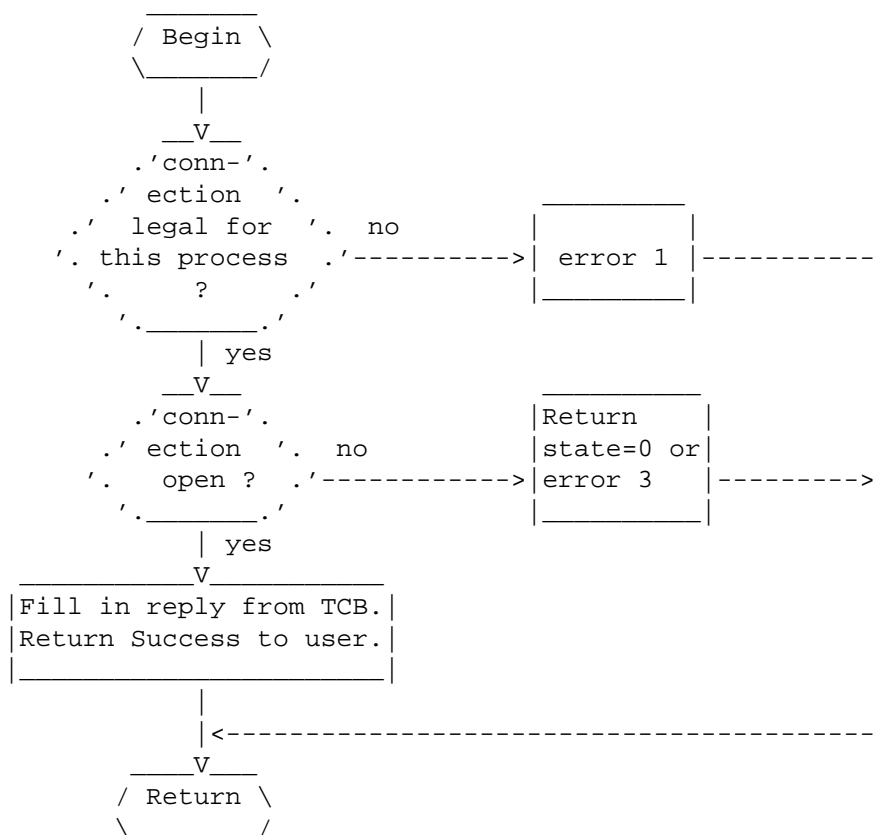 Begin
conn-
ection
legal for
this process
?
no
error 1
yes
conn-
ection
open ?
no
Return
state=0 or
error 3
yes
Fill in reply from TCB.
Return Success to user.
Return